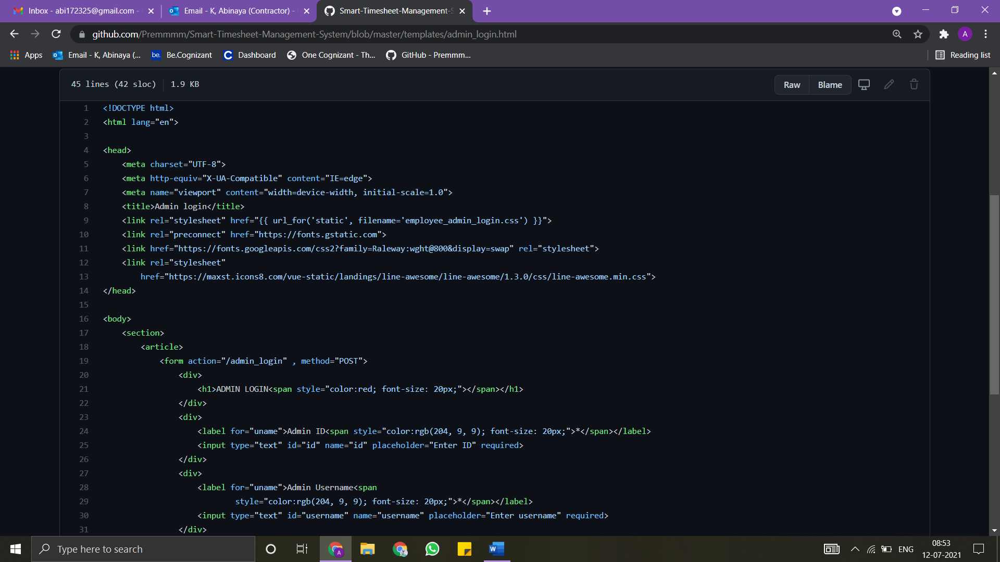 Inbox - abi172325@gmail.com -
Email - K, Abinaya (Contractor) -
Smart-Timesheet-Management-S
github.com/Premmmm/Smart-Timesheet-Management-System/blob/master/templates/admin_login.html
A
Apps
Email - K, Abinaya (...
be. Be.Cognizant
Dashboard
One Cognizant - Th...
GitHub - Premmm...
Reading list
45 lines (42 sloc) 1.9 KB
Raw Blame
1 <!DOCTYPE html>
2 <html lang="en">
3
4 <head>
5 <meta charset="UTF-8">
6 <meta http-equiv="X-UA-Compatible" content="IE=edge">
7 <meta name="viewport" content="width=device-width, initial-scale=1.0">
8 <title>Admin login</title>
9 <link rel="stylesheet" href="{{ url_for('static', filename='employee_admin_login.css') }}">
10 <link rel="preconnect" href="https://fonts.gstatic.com">
11 <link href="https://fonts.googleapis.com/css2?family=Raleway:wght@800&display=swap" rel="stylesheet">
12 <link rel="stylesheet"
13 href="https://maxst.icons8.com/vue-static/landings/line-awesome/line-awesome/1.3.0/css/line-awesome.min.css">
14 </head>
15
16 <body>
17 <section>
18 <article>
19 <form action="/admin_login" , method="POST">
20 <div>
21 <h1>ADMIN LOGIN<span style="color:red; font-size: 20px;"></span></h1>
22 </div>
23 <div>
24 <label for="uname">Admin ID<span style="color:rgb(204, 9, 9); font-size: 20px;">*</span></label>
25 <input type="text" id="id" name="id" placeholder="Enter ID" required>
26 </div>
27 <div>
28 <label for="uname">Admin Username<span
29 style="color:rgb(204, 9, 9); font-size: 20px;">*</span></label>
30 <input type="text" id="username" name="username" placeholder="Enter username" required>
31 </div>
Type here to search
ENG
08:53
12-07-2021